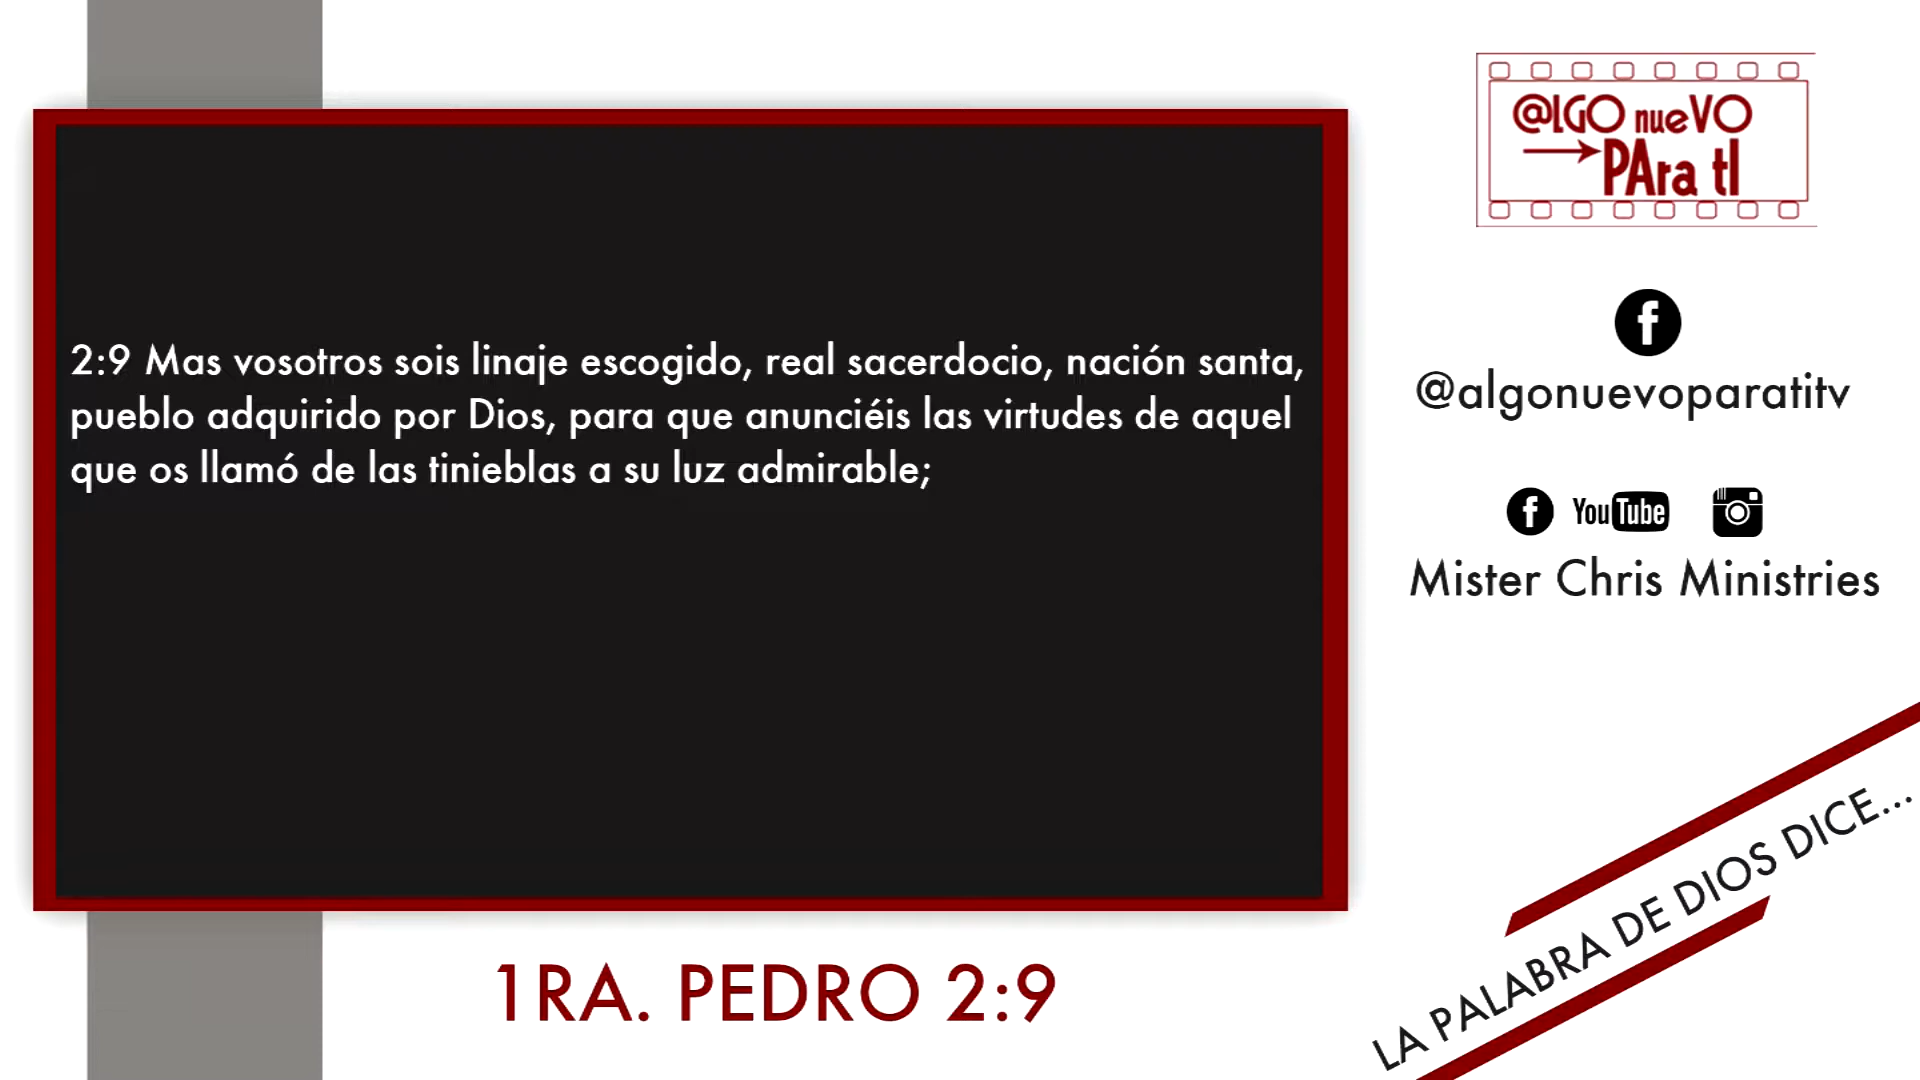 2:9 Mas vosotros sois linaje escogido, real sacerdocio, nación santa,
pueblo adquirido por Dios, para que anunciéis las virtudes de aquel
que os llamó de las tinieblas a su luz admirable;
1RA. PEDRO 2:9
@LGO nueVO
PAra tI
@algonuevoparatitv
YouTube
Mister Chris Ministries
LA PALABRA DE DIOS DICE...